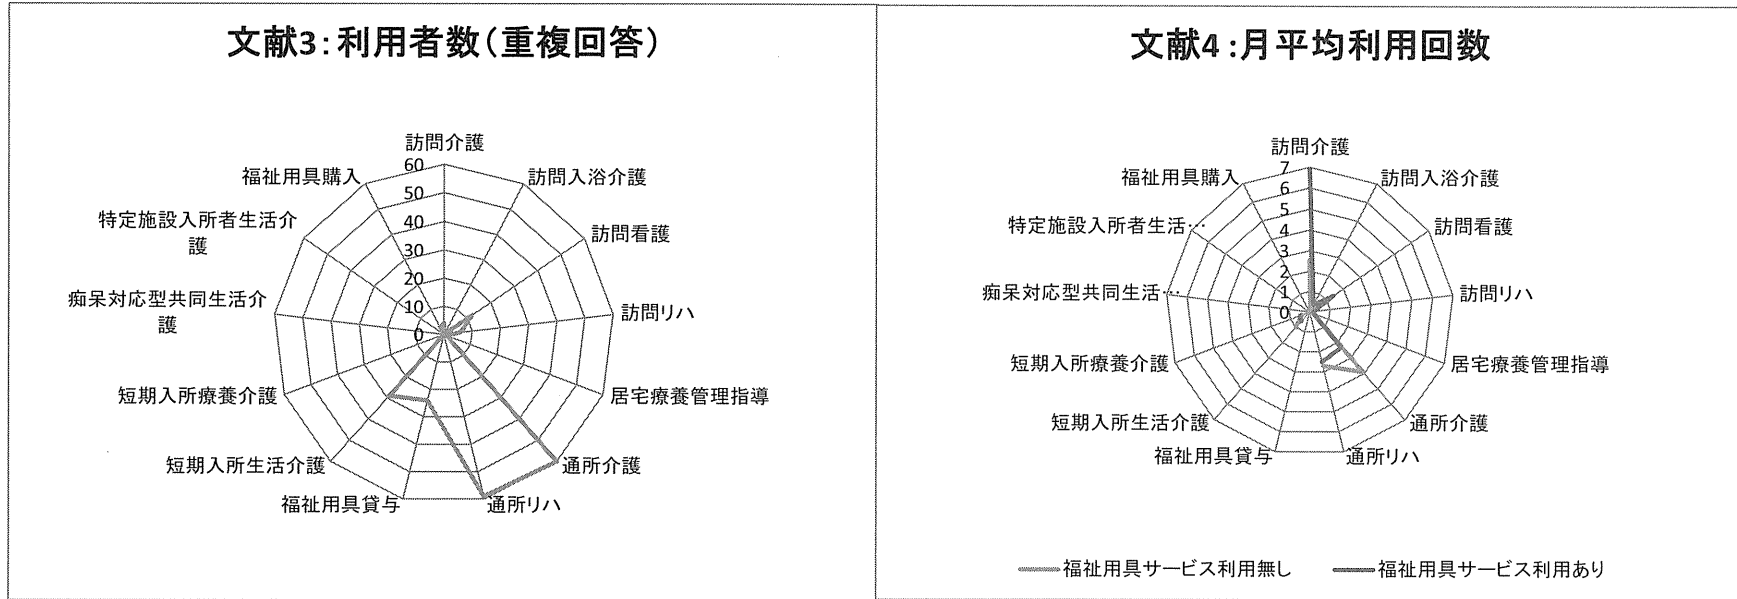 文献3:利用者数(重複回答)
訪問介護
60
50
40
30
20
10
0
訪問入浴介護
訪問看護
訪問リハ
居宅療養管理指導
通所介護
通所リハ
福祉用具貸与
短期入所生活介護
短期入所療養介護
痴呆対応型共同生活介
護
特定施設入所者生活介
護
福祉用具購入
文献4:月平均利用回数
訪問介護
7
6
5
4
3
2
1
0
訪問入浴介護
訪問看護
訪問リハ
居宅療養管理指導
通所介護
通所リハ
福祉用具貸与
短期入所生活介護
短期入所療養介護
痴呆対応型共同生活…
特定施設入所者生活…
福祉用具購入
福祉用具サービス利用無し
福祉用具サービス利用あり